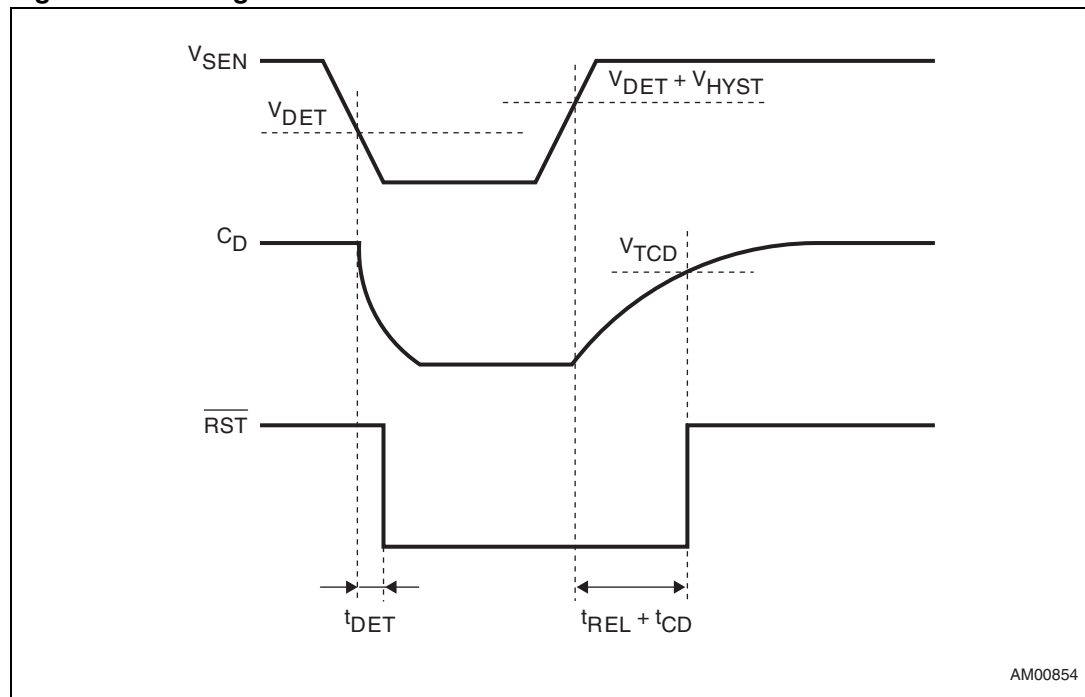 V_SEN
V_DET + V_HYST
V_DET
C_D
V_TCD
RST
t_DET
t_REL + t_CD
AM00854